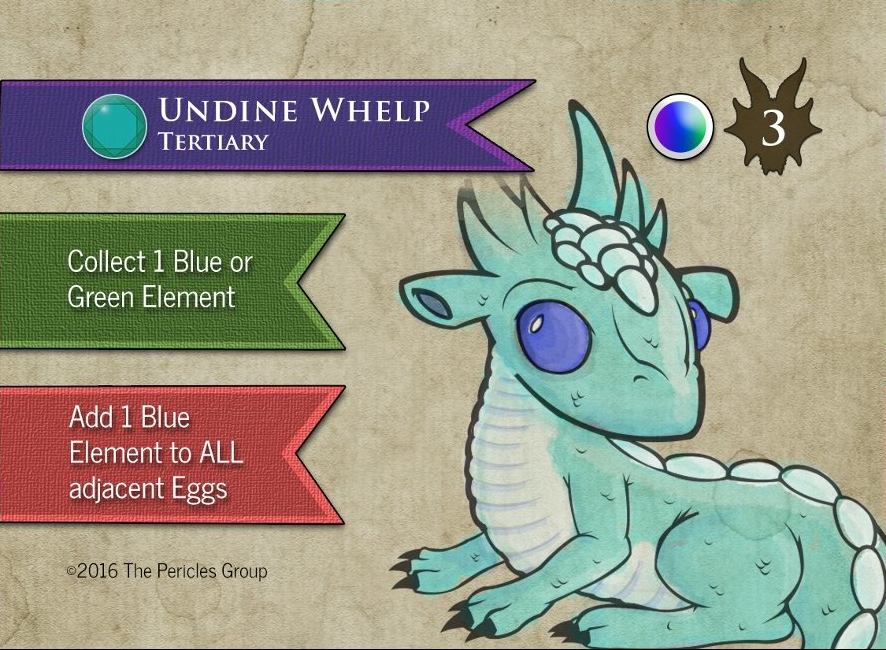 Undine Whelp
Tertiary
3
Collect 1 Blue or
Green Element
Add 1 Blue
Element to ALL
adjacent Eggs
©2016 The Pericles Group